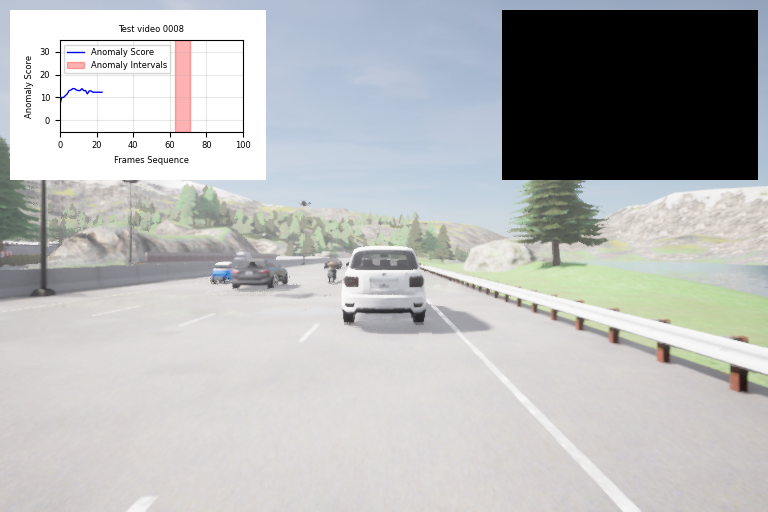 Test video 0008
Anomaly Score
30
20
10
0
Anomaly Score
Anomaly Intervals
0 20 40 60 80 100
Frames Sequence